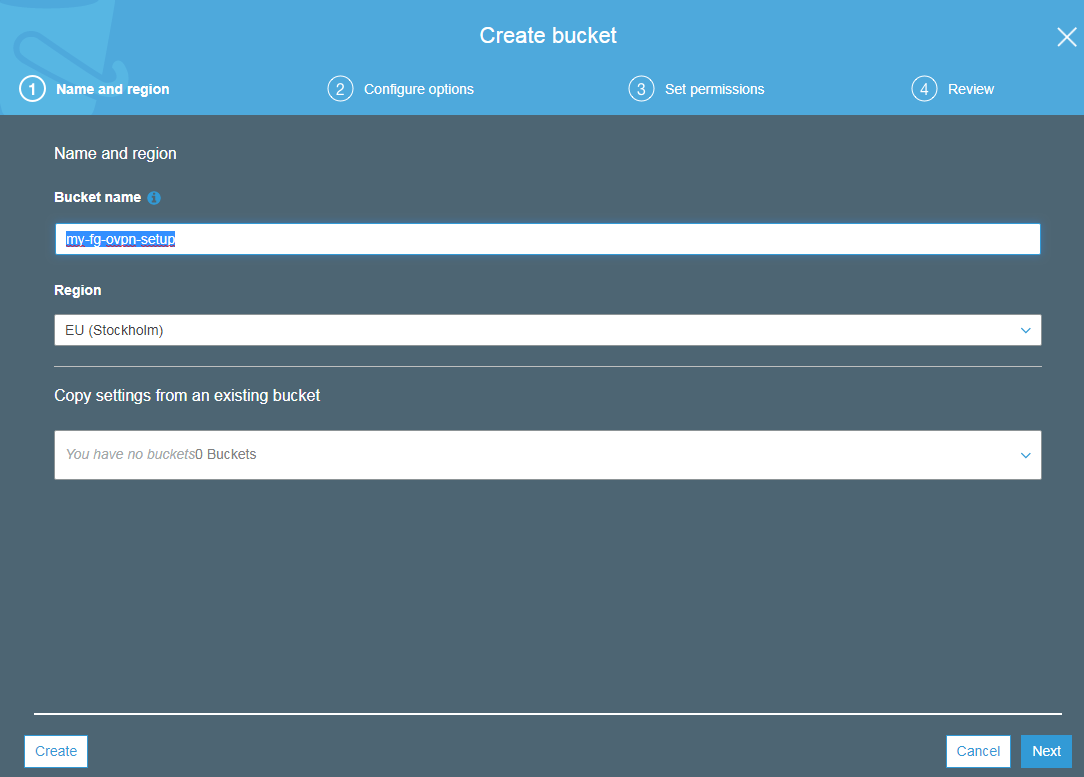 Create bucket
1 Name and region 2 Configure options 3 Set permissions 4 Review
Name and region
Bucket name
my-fg-ovpn-setup
Region
EU (Stockholm)
Copy settings from an existing bucket
You have no buckets0 Buckets
Create Cancel Next